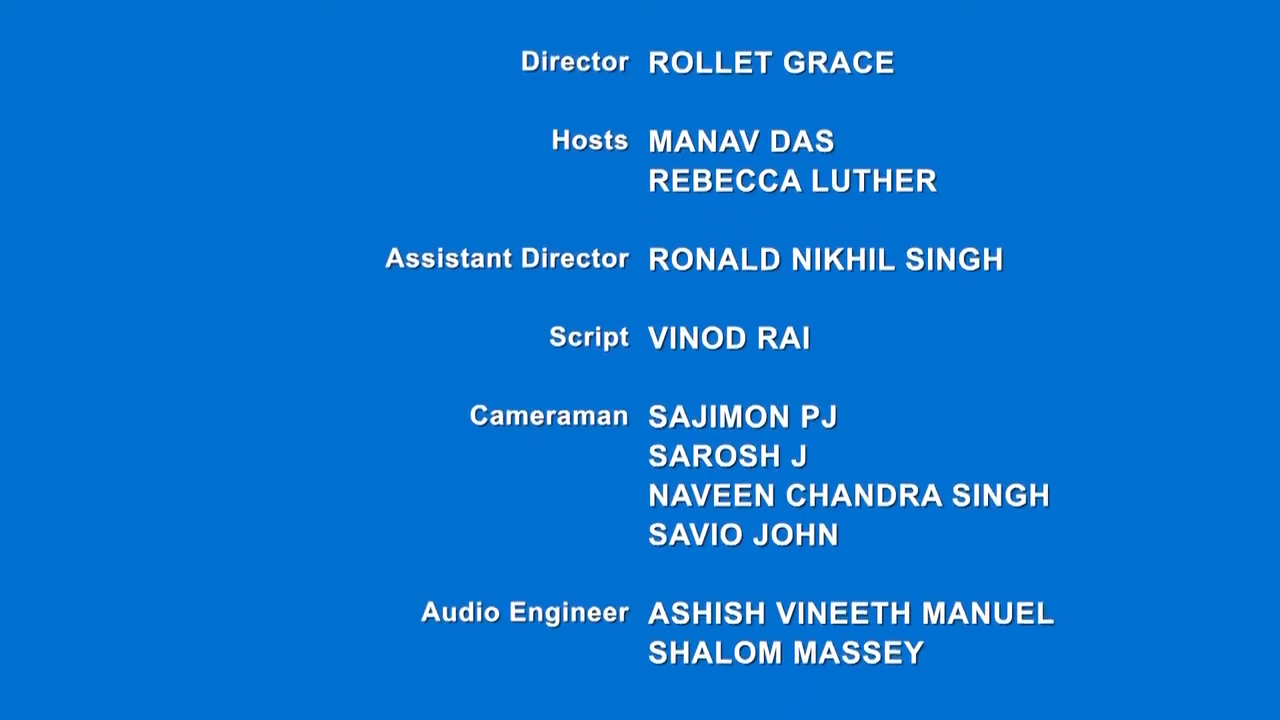 Director ROLLET GRACE
Hosts MANAV DAS
REBECCA LUTHER
Assistant Director RONALD NIKHIL SINGH
Script VINOD RAI
Cameraman SAJIMON PJ
SAROSH J
NAVEEN CHANDRA SINGH
SAVIO JOHN
Audio Engineer ASHISH VINEETH MANUEL
SHALOM MASSEY